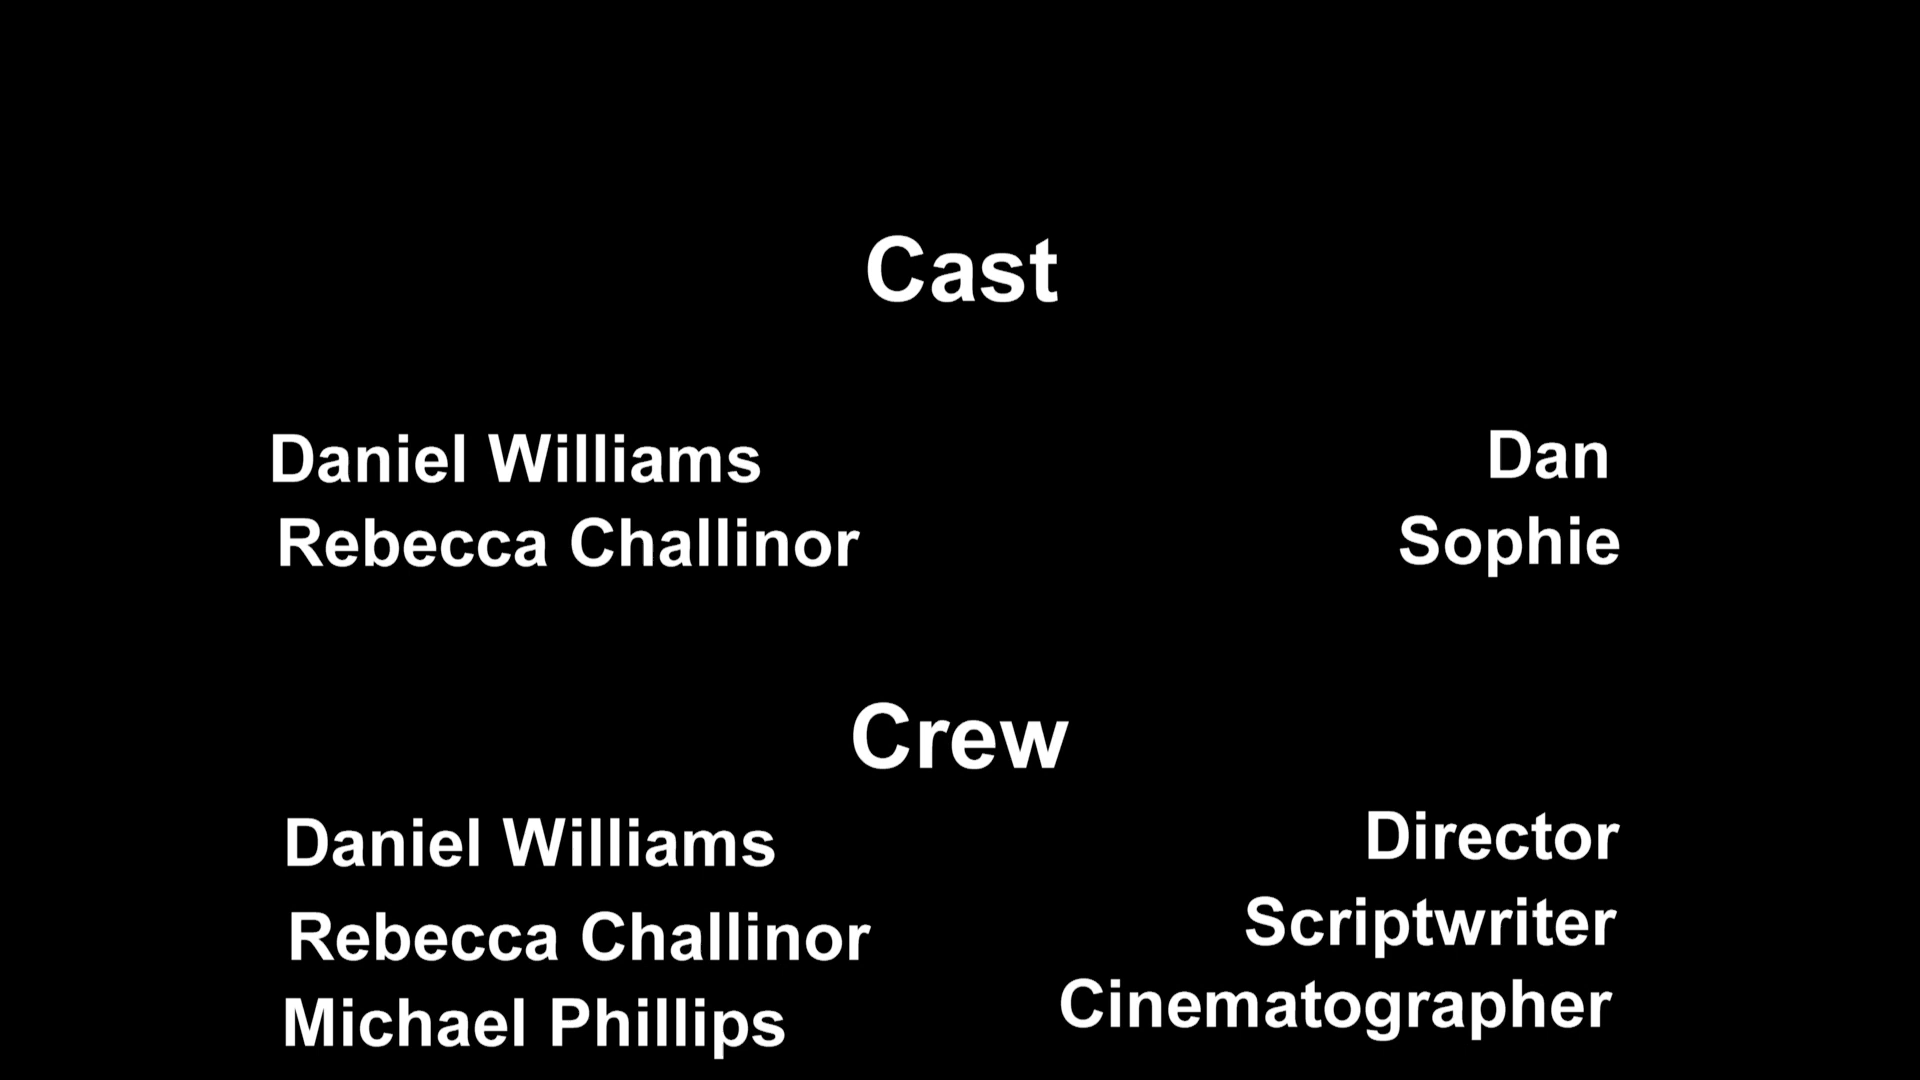 Cast
Daniel Williams Dan
Rebecca Challinor Sophie
Crew
Daniel Williams Director
Rebecca Challinor Scriptwriter
Michael Phillips Cinematographer